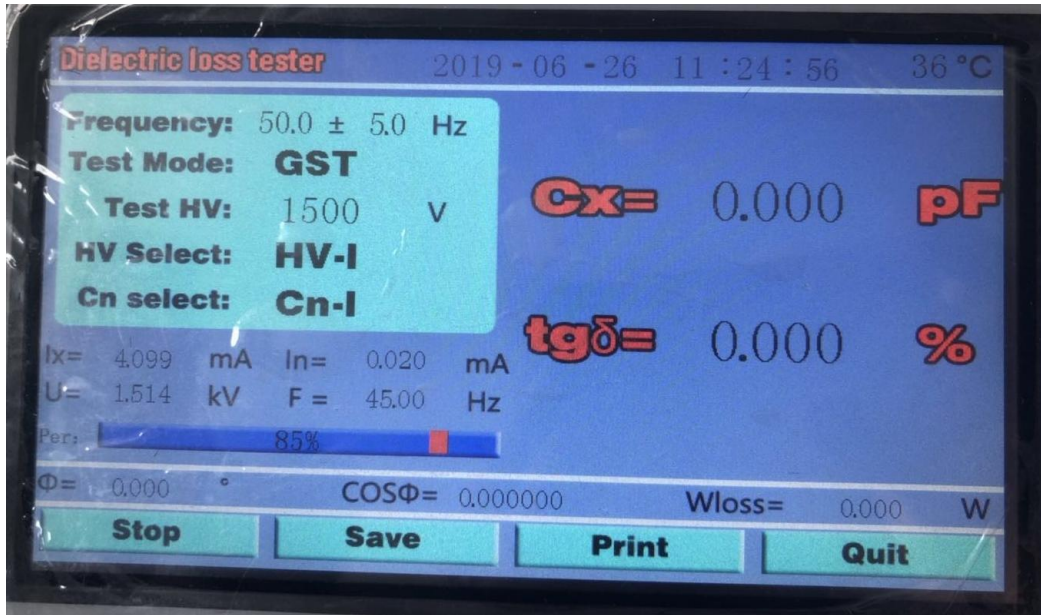 Dielectric loss tester 2019-06-26 11:24:56 36°C
Frequency: 50.0 ± 5.0 Hz
Test Mode: GST
Test HV: 1500 V
HV Select: HV-I
Cn select: Cn-I
Cx= 0.000 pF
tgδ= 0.000 %
Ix= 4.099 mA In= 0.020 mA
U= 1.514 kV F = 45.00 Hz
Per: 85%
Φ= 0.000 ° COSΦ= 0.000000 Wloss= 0.000 W
Stop Save Print Quit